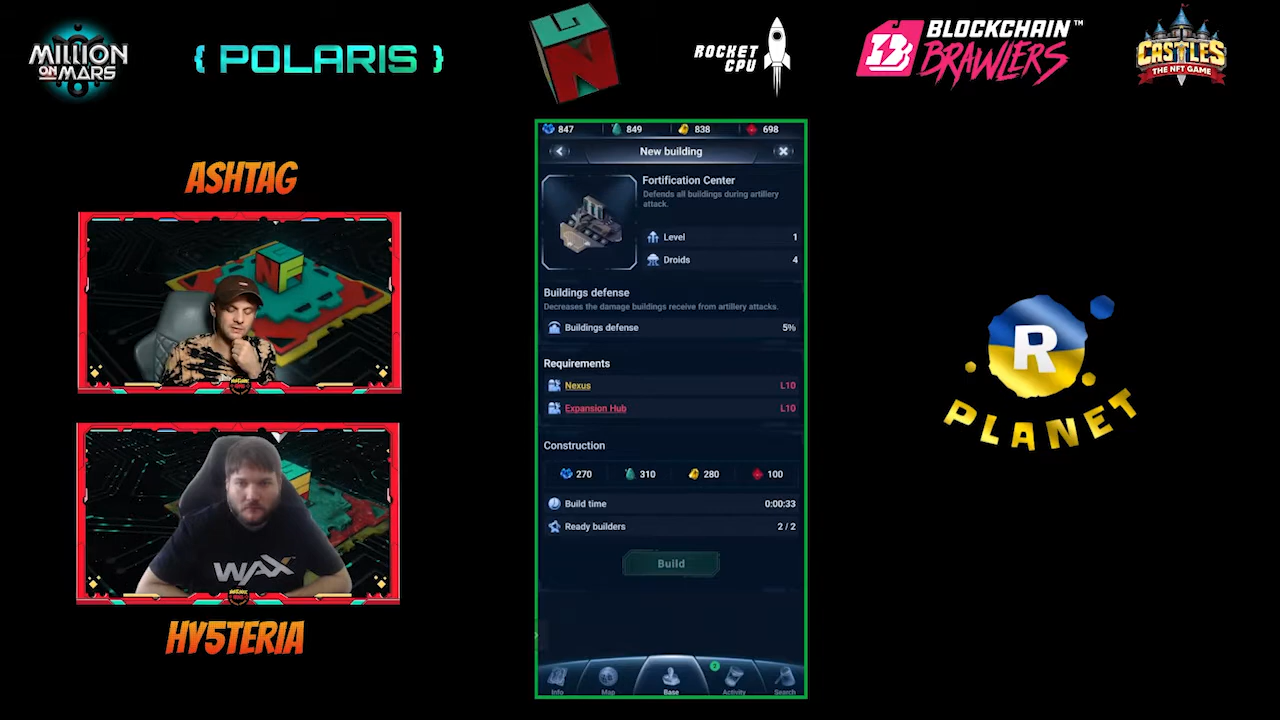 MILLION
ON MARS
{ POLARIS }
N
G
ROCKET
CPU
B
BLOCKCHAIN™
BRAWLERS
CASTLES
THE NFT GAME
ASHTAG
NF
HY5TERIA
WAX
847
849
838
698
New building
Fortification Center
Defends all buildings during artillery
attack.
Level 1
Droids 4
Buildings defense
Decreases the damage buildings receive from artillery attacks.
Buildings defense 5%
Requirements
Nexus L10
Expansion Hub L10
Construction
270 310 280 100
Build time 0:00:33
Ready builders 2 / 2
Build
Info Map Base Activity Search
R
PLANET